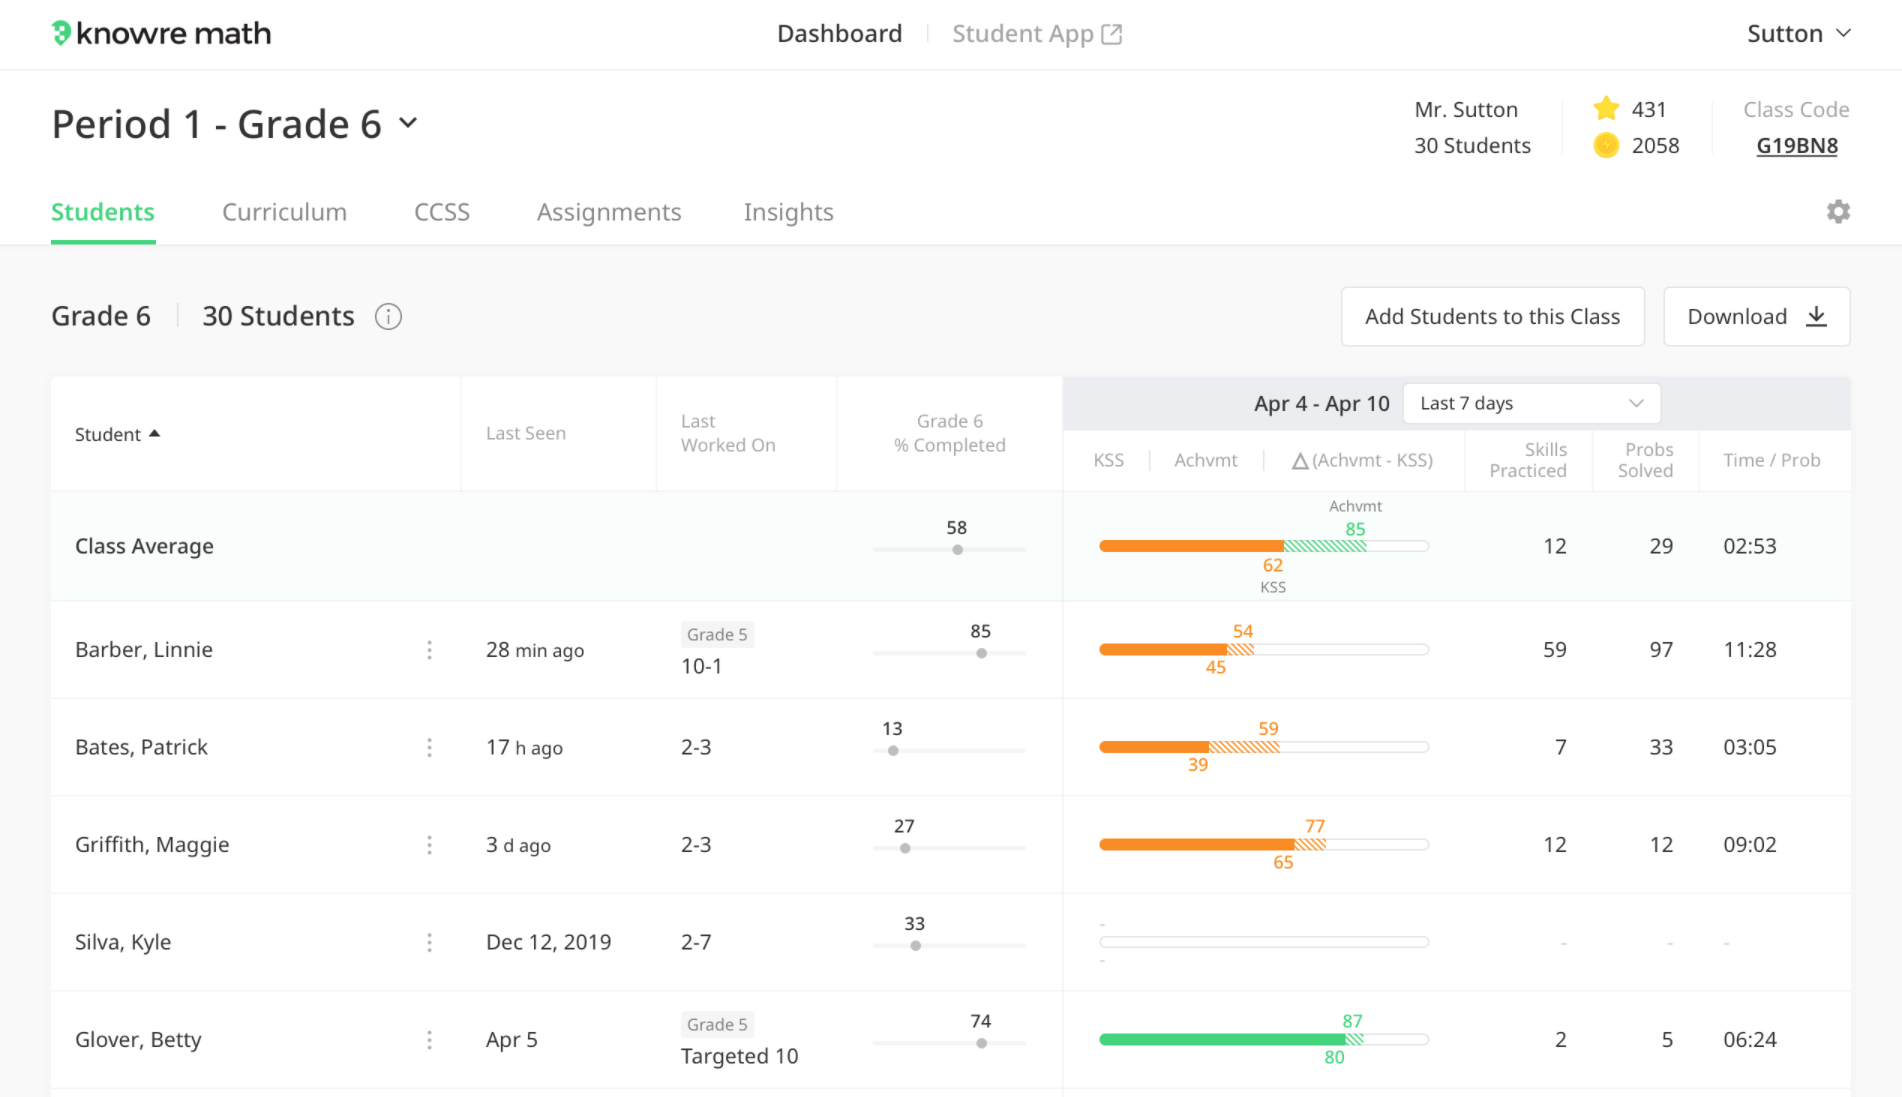 knowre math
Dashboard
Student App
Sutton
Period 1 - Grade 6
Mr. Sutton
30 Students
431
2058
Class Code
G19BN8
Students
Curriculum
CCSS
Assignments
Insights
Grade 6
30 Students
Add Students to this Class
Download
Student
Last Seen
Last
Worked On
Grade 6
% Completed
Apr 4 - Apr 10
Last 7 days
KSS
Achvmt
△(Achvmt - KSS)
Skills
Practiced
Probs
Solved
Time / Prob
Class Average
58
Achvmt
85
62
KSS
12
29
02:53
Barber, Linnie
28 min ago
Grade 5
10-1
85
54
45
59
97
11:28
Bates, Patrick
17 h ago
2-3
13
59
39
7
33
03:05
Griffith, Maggie
3 d ago
2-3
27
77
65
12
12
09:02
Silva, Kyle
Dec 12, 2019
2-7
33
-
-
-
-
-
Glover, Betty
Apr 5
Grade 5
Targeted 10
74
87
80
2
5
06:24